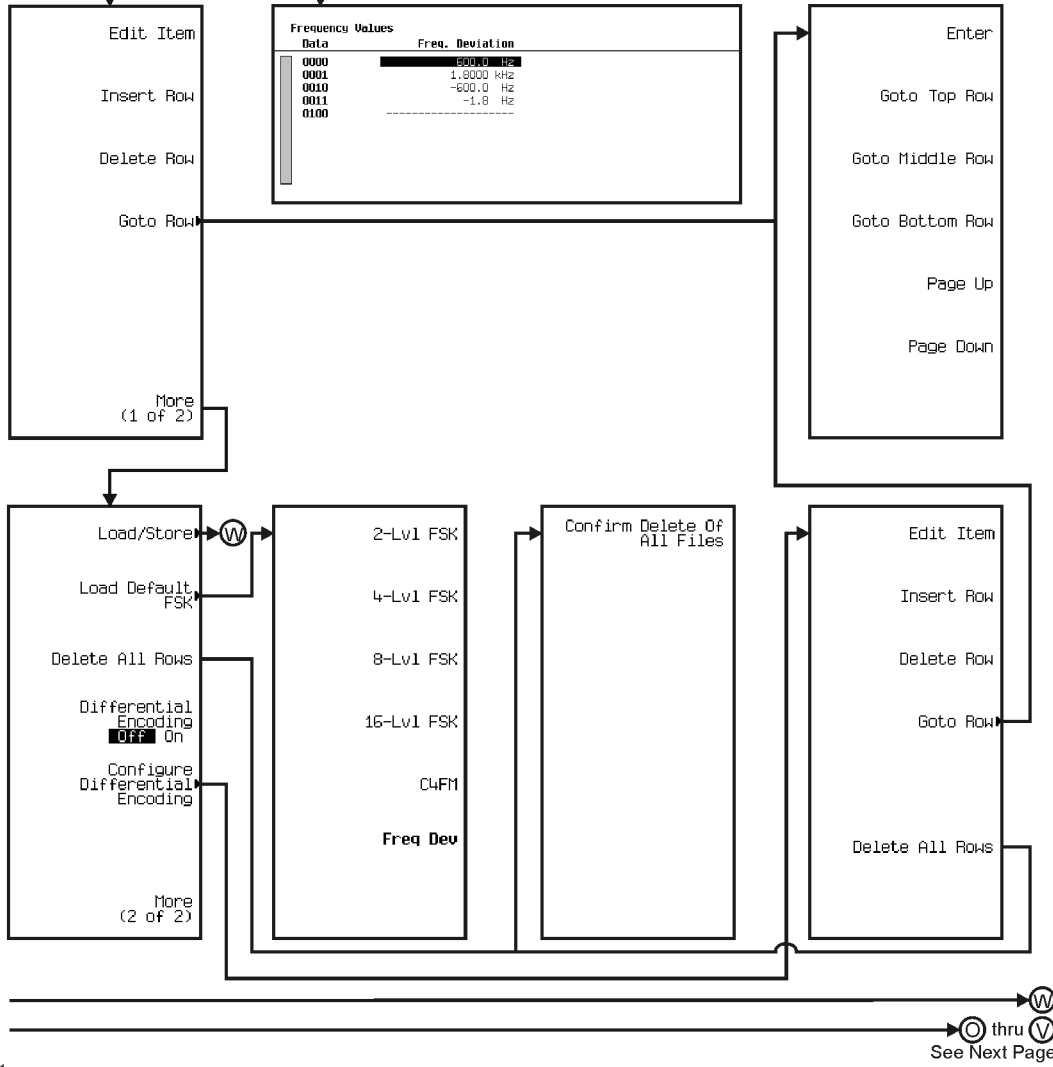 Edit Item
Insert Row
Delete Row
Goto Row
More
(1 of 2)
Frequency Values
Data Freq. Deviation
0000 600.0 Hz
0001 1.8000 kHz
0010 -600.0 Hz
0011 -1.8 Hz
0100 --------------------
Enter
Goto Top Row
Goto Middle Row
Goto Bottom Row
Page Up
Page Down
Load/Store
W
Load Default
FSK
Delete All Rows
Differential
Encoding
Off On
Configure
Differential
Encoding
More
(2 of 2)
2-Lvl FSK
4-Lvl FSK
8-Lvl FSK
16-Lvl FSK
C4FM
Freq Dev
Confirm Delete Of
All Files
Edit Item
Insert Row
Delete Row
Goto Row
Delete All Rows
W
O thru V
See Next Page